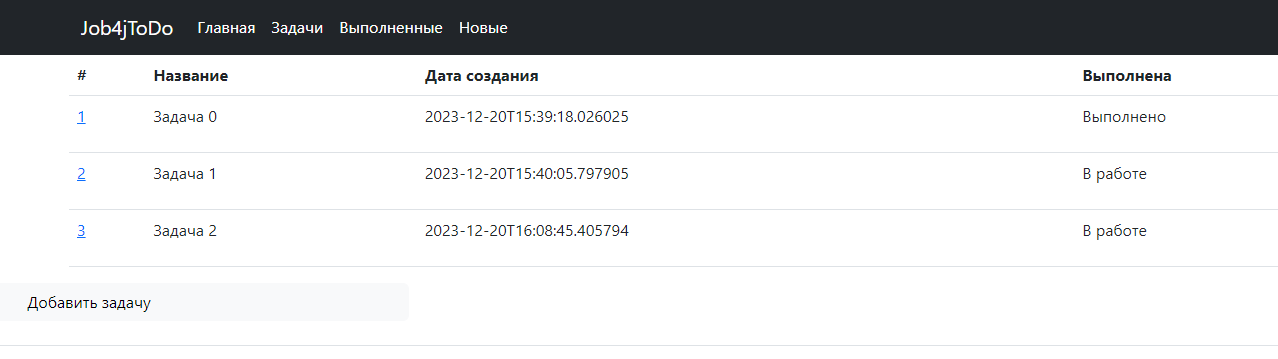 Job4jToDo Главная Задачи Выполненные Новые
# Название Дата создания Выполнена
1 Задача 0 2023-12-20T15:39:18.026025 Выполнено
2 Задача 1 2023-12-20T15:40:05.797905 В работе
3 Задача 2 2023-12-20T16:08:45.405794 В работе
Добавить задачу